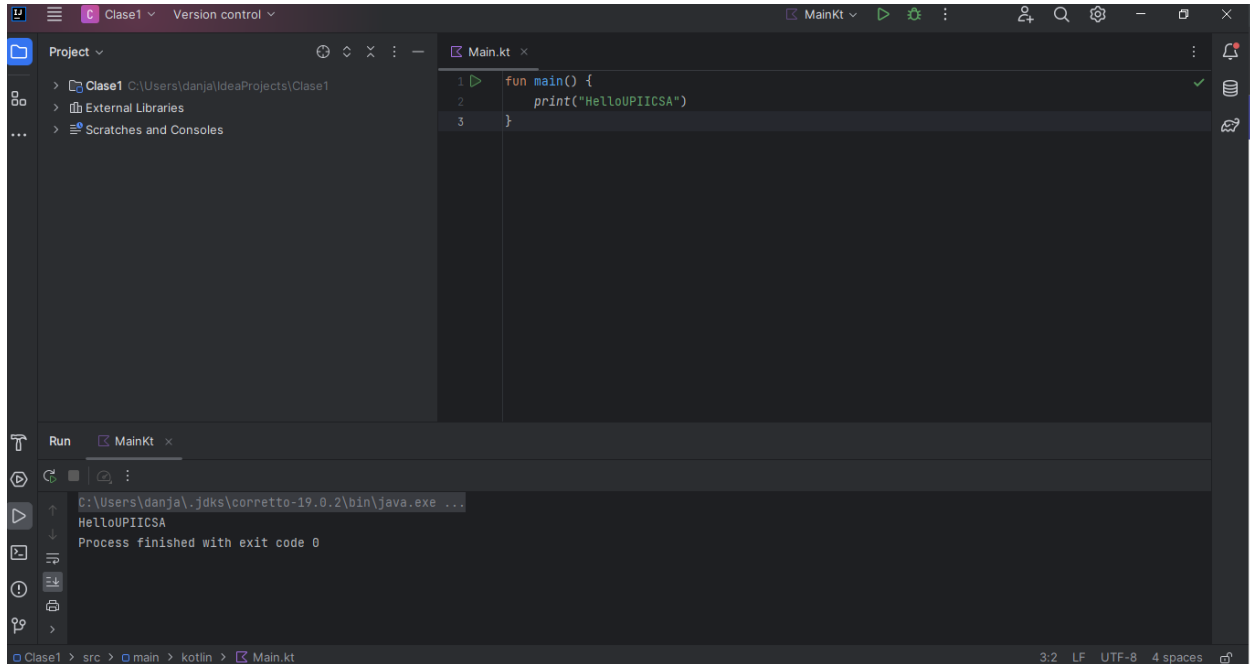 C Clase1 Version control MainKt
Project
Main.kt
Clase1 C:\Users\danja\IdeaProjects\Clase1
External Libraries
Scratches and Consoles
1 fun main() {
2 print("HelloUPIICSA")
3 }
Run MainKt
C:\Users\danja\.jdks\corretto-19.0.2\bin\java.exe ...
HelloUPIICSA
Process finished with exit code 0
Clase1 > src > main > kotlin > Main.kt 3:2 LF UTF-8 4 spaces